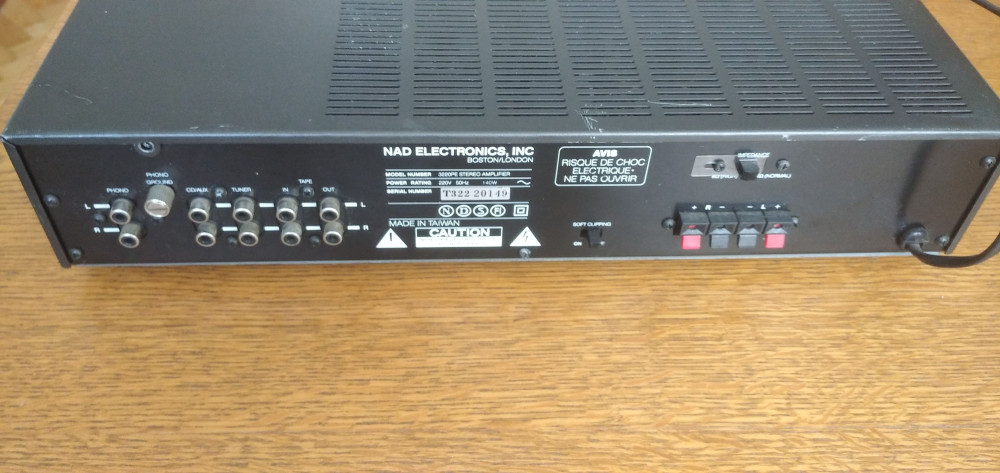 NAD ELECTRONICS, INC
BOSTON/LONDON
MODEL NUMBER 3220PE STEREO AMPLIFIER
POWER RATING 220V 50Hz 140W
SERIAL NUMBER T322 20149
N D S FI
MADE IN TAIWAN
CAUTION
PHONO
PHONO
GROUND
CD/AUX
TUNER
TAPE
IN
OUT
L
L
R
R
AVIS
RISQUE DE CHOC
ELECTRIQUE-
NE PAS OUVRIR
SOFT CLIPPING
ON
IMPEDANCE
(NORMAL)
+ R - - L +